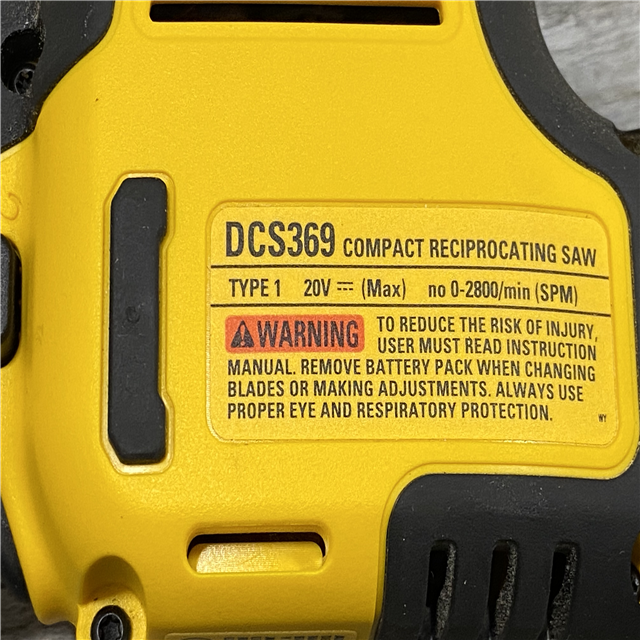 DCS369 COMPACT RECIPROCATING SAW
TYPE 1 20V ⎓ (Max) no 0-2800/min (SPM)
⚠WARNING TO REDUCE THE RISK OF INJURY,
USER MUST READ INSTRUCTION
MANUAL. REMOVE BATTERY PACK WHEN CHANGING
BLADES OR MAKING ADJUSTMENTS. ALWAYS USE
PROPER EYE AND RESPIRATORY PROTECTION.
WY